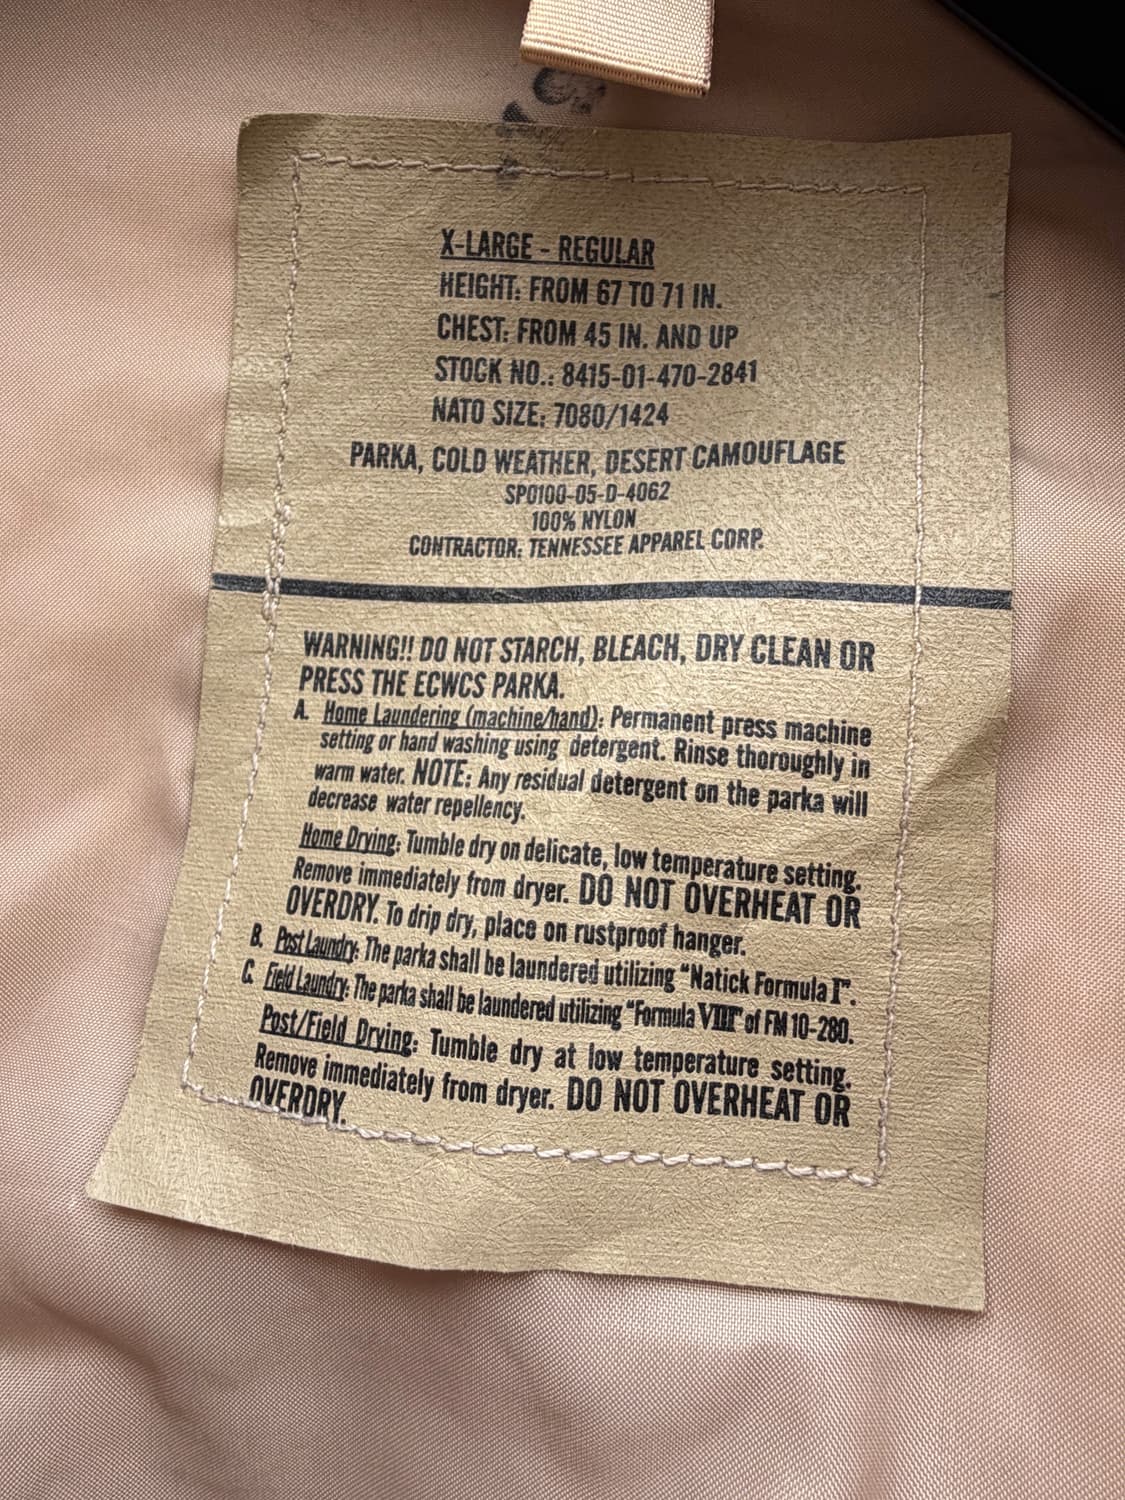 X-LARGE - REGULAR
HEIGHT: FROM 67 TO 71 IN.
CHEST: FROM 45 IN. AND UP
STOCK NO.: 8415-01-470-2841
NATO SIZE: 7080/1424
PARKA, COLD WEATHER, DESERT CAMOUFLAGE
SPO100-05-D-4062
100% NYLON
CONTRACTOR: TENNESSEE APPAREL CORP.
WARNING!! DO NOT STARCH, BLEACH, DRY CLEAN OR
PRESS THE ECWCS PARKA.
A. Home Laundering (machine/hand): Permanent press machine
setting or hand washing using detergent. Rinse thoroughly in
warm water. NOTE: Any residual detergent on the parka will
decrease water repellency.
Home Drying: Tumble dry on delicate, low temperature setting.
Remove immediately from dryer. DO NOT OVERHEAT OR
OVERDRY. To drip dry, place on rustproof hanger.
B. Post Laundry: The parka shall be laundered utilizing "Natick Formula I".
C. Field Laundry: The parka shall be laundered utilizing "Formula VIII" of FM 10-280.
Post/Field Drying: Tumble dry at low temperature setting.
Remove immediately from dryer. DO NOT OVERHEAT OR
OVERDRY.